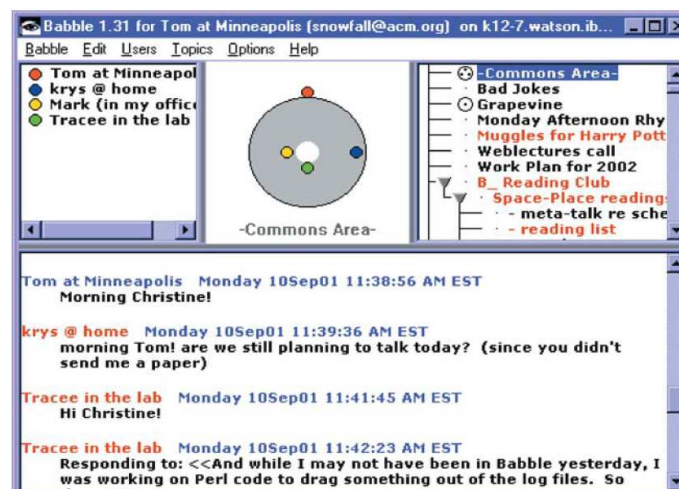 Babble 1.31 for Tom at Minneapolis (snowfall@acm.org) on k12-7.watson.ib...
Babble Edit Users Topics Options Help
Tom at Minneapol
krys @ home
Mark (in my offic
Tracee in the lab
-Commons Area-
-Commons Area-
Bad Jokes
Grapevine
Monday Afternoon Rhy
Muggles for Harry Pott
Weblectures call
Work Plan for 2002
B_ Reading Club
Space-Place reading
- meta-talk re sche
- reading list
Tom at Minneapolis Monday 10Sep01 11:38:56 AM EST
Morning Christine!
krys @ home Monday 10Sep01 11:39:36 AM EST
morning Tom! are we still planning to talk today? (since you didn't
send me a paper)
Tracee in the lab Monday 10Sep01 11:41:45 AM EST
Hi Christine!
Tracee in the lab Monday 10Sep01 11:42:23 AM EST
Responding to: <<And while I may not have been in Babble yesterday, I
was working on Perl code to drag something out of the log files. So